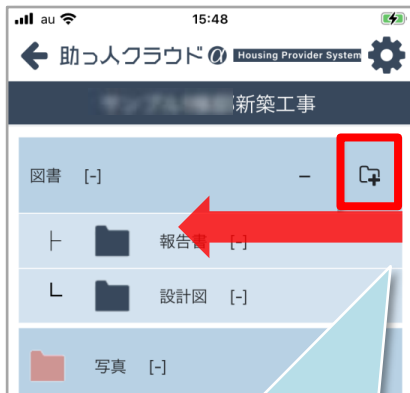 au 15:48
助っ人クラウドα Housing Provider System
新築工事
図書 [-] −
├ 報告書 [-]
└ 設計図 [-]
写真 [-]